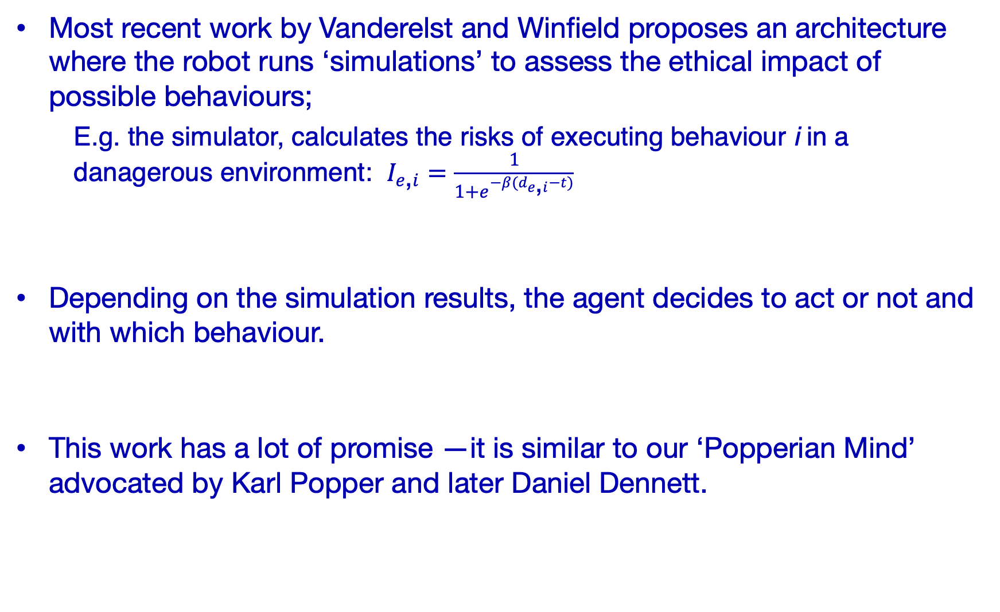 • Most recent work by Vanderelst and Winfield proposes an architecture
where the robot runs ‘simulations’ to assess the ethical impact of
possible behaviours;
E.g. the simulator, calculates the risks of executing behaviour i in a
danagerous environment: $I_{e,i} = \frac{1}{1+e^{-\beta(d_{e,i}-t)}}$
• Depending on the simulation results, the agent decides to act or not and
with which behaviour.
• This work has a lot of promise —it is similar to our ‘Popperian Mind’
advocated by Karl Popper and later Daniel Dennett.